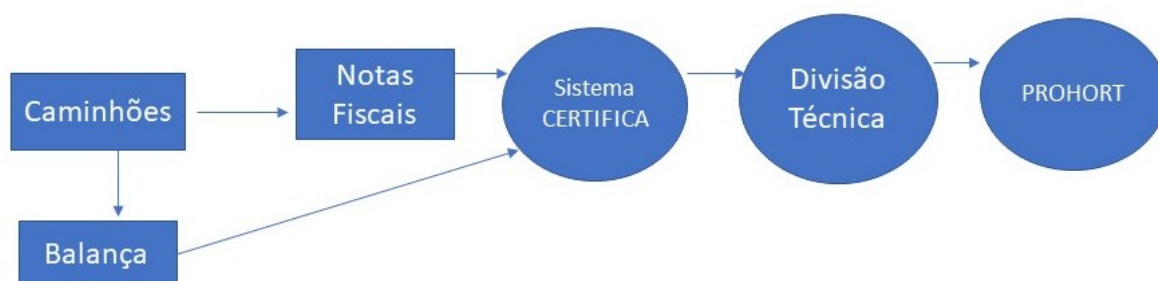 Caminhões
Notas
Fiscais
Sistema
CERTIFICA
Divisão
Técnica
PROHORT
Balança